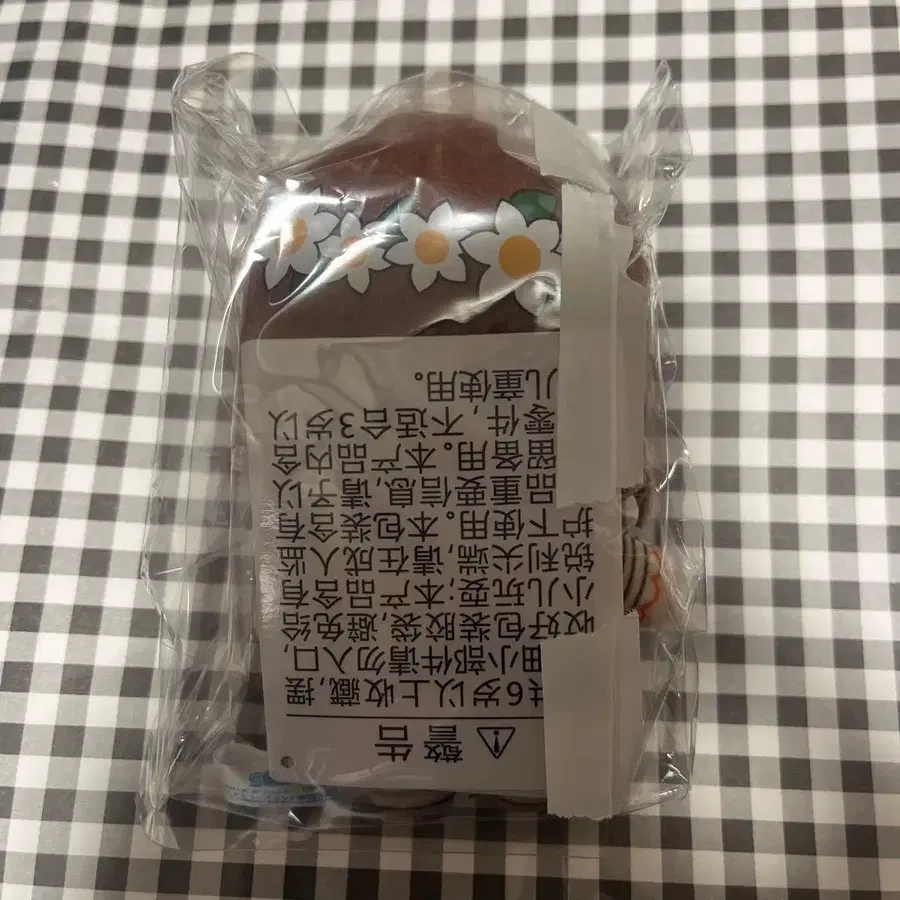 警告
6岁以上收藏,摆
小部件请勿入口,
收好包装胶袋,避免给
小儿玩耍;本产品含有
锐利尖端,请在成人监
护下使用。本包装含有
品重要信息,请予以
留备用。本产品内含
零件,不适合3岁以
儿童使用。